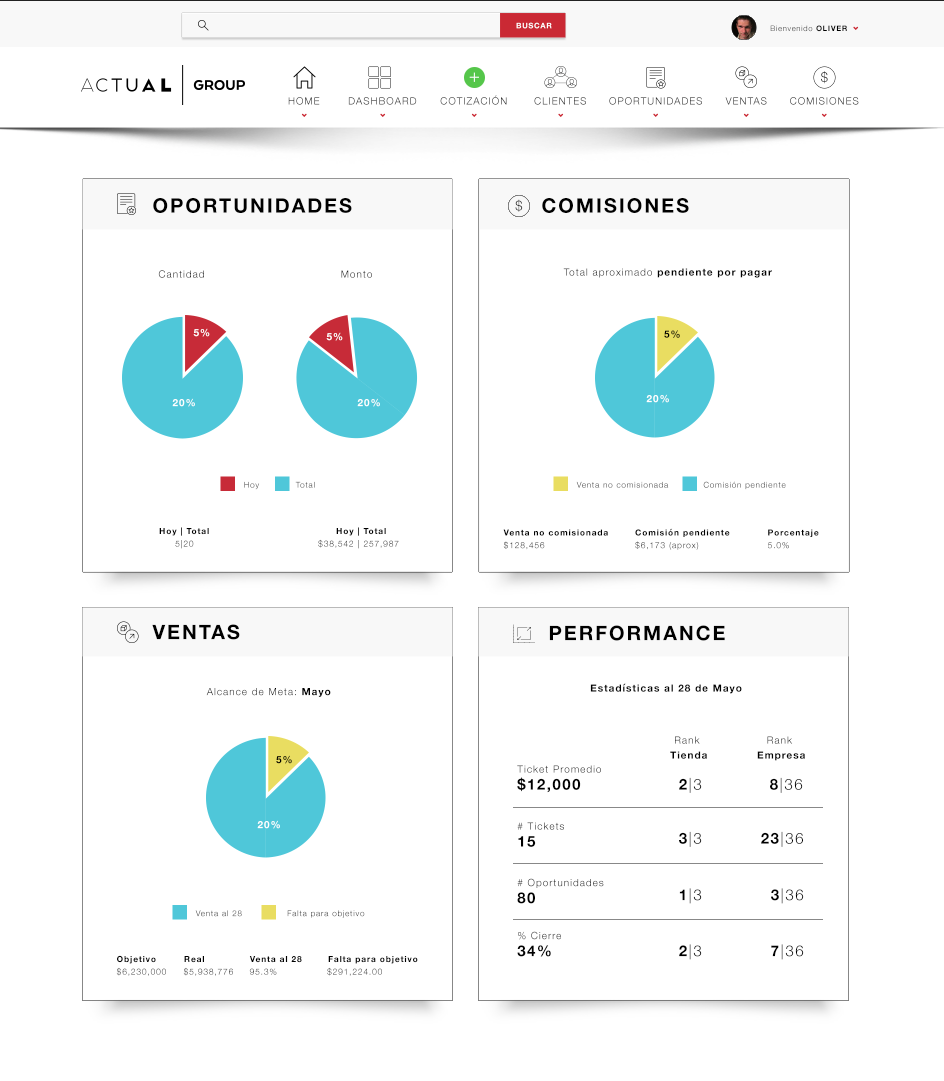 BUSCAR
Bienvenido OLIVER
ACTUAL GROUP
HOME DASHBOARD COTIZACIÓN CLIENTES OPORTUNIDADES VENTAS COMISIONES
OPORTUNIDADES
Cantidad Monto
5% 5%
20% 20%
Hoy Total
Hoy | Total Hoy | Total
5|20 $38,542 | 257,987
COMISIONES
$
Total aproximado pendiente por pagar
5%
20%
Venta no comisionada Comisión pendiente
Venta no comisionada Comisión pendiente Porcentaje
$128,456 $6,173 (aprox) 5.0%
VENTAS
Alcance de Meta: Mayo
5%
20%
Venta al 28 Falta para objetivo
Objetivo Real Venta al 28 Falta para objetivo
$6,230,000 $5,938,776 95.3% $291,224.00
PERFORMANCE
Estadísticas al 28 de Mayo
Rank Rank
Tienda Empresa
Ticket Promedio
$12,000 2|3 8|36
# Tickets
15 3|3 23|36
# Oportunidades
80 1|3 3|36
% Cierre
34% 2|3 7|36